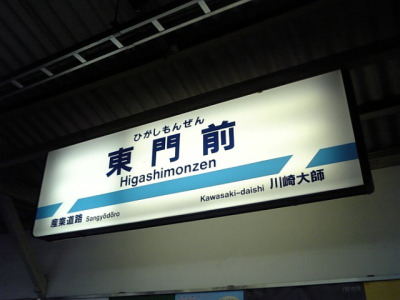 ひがしもんぜん
東門前
Higashimonzen
産業道路 Sangyōdōro
Kawasaki-daishi 川崎大師